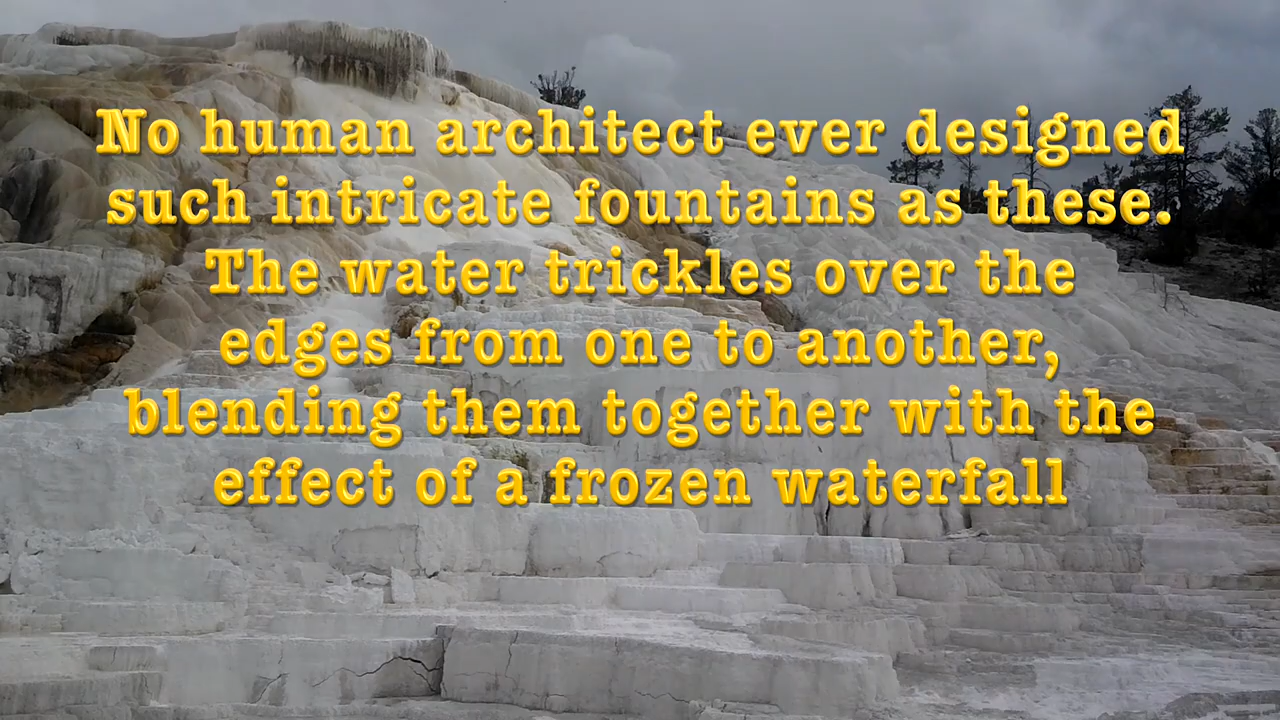 No human architect ever designed
such intricate fountains as these.
The water trickles over the
edges from one to another,
blending them together with the
effect of a frozen waterfall